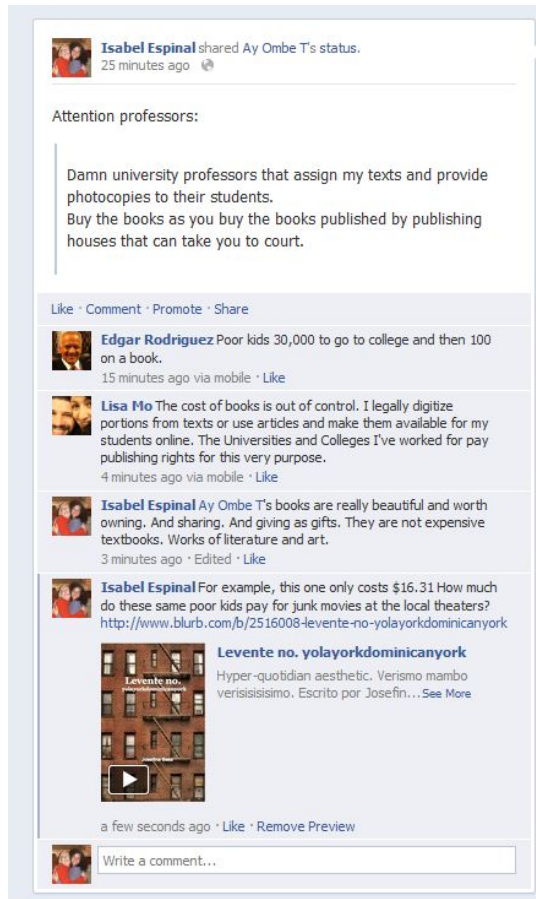 Isabel Espinal shared Ay Ombe T's status.
25 minutes ago
Attention professors:
Damn university professors that assign my texts and provide
photocopies to their students.
Buy the books as you buy the books published by publishing
houses that can take you to court.
Like · Comment · Promote · Share
Edgar Rodriguez Poor kids 30,000 to go to college and then 100
on a book.
15 minutes ago via mobile · Like
Lisa Mo The cost of books is out of control. I legally digitize
portions from texts or use articles and make them available for my
students online. The Universities and Colleges I've worked for pay
publishing rights for this very purpose.
4 minutes ago via mobile · Like
Isabel Espinal Ay Ombe T's books are really beautiful and worth
owning. And sharing. And giving as gifts. They are not expensive
textbooks. Works of literature and art.
3 minutes ago · Edited · Like
Isabel Espinal For example, this one only costs $16.31 How much
do these same poor kids pay for junk movies at the local theaters?
http://www.blurb.com/b/2516008-levente-no-yolayorkdominicanyork
Levente no.
yolayorkdominicanyork
Levente no. yolayorkdominicanyork
Hyper-quotidian aesthetic. Verismo mambo
verisisisisimo. Escrito por Josefin...See More
a few seconds ago · Like · Remove Preview
Write a comment...